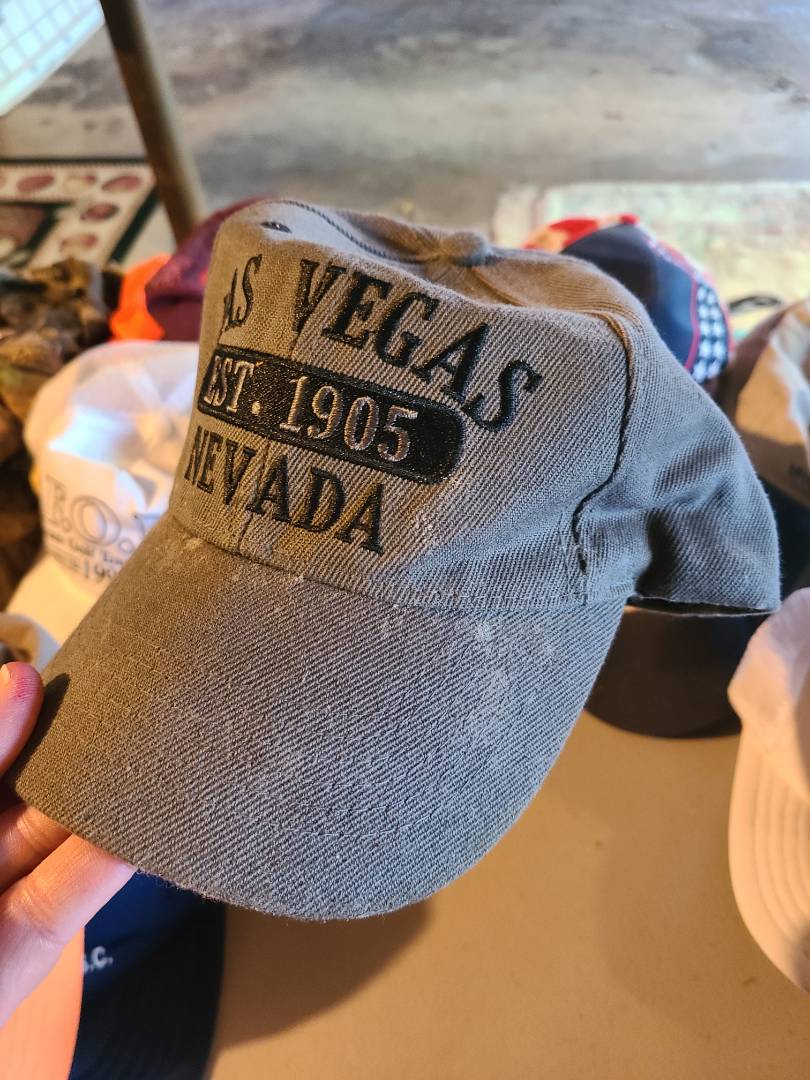 AS VEGAS
EST. 1905
NEVADA
S.C.